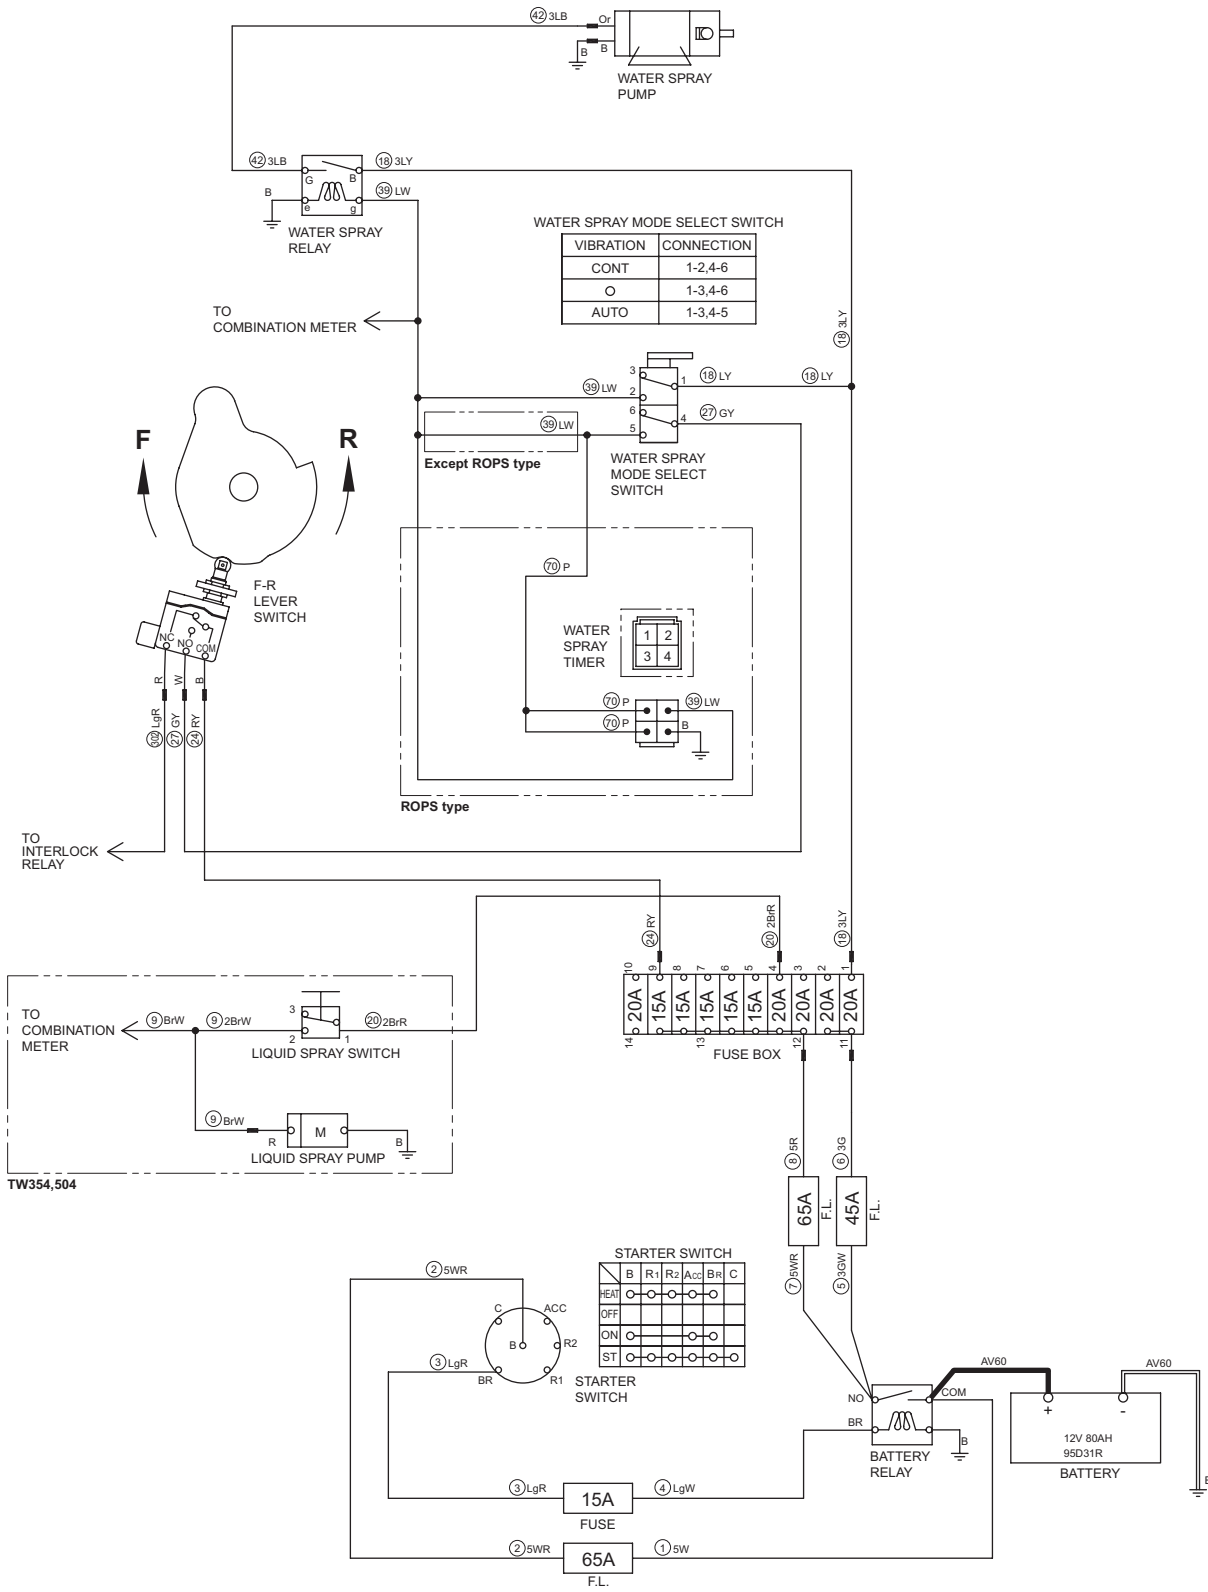 42 3LB
Or
B
B
WATER SPRAY
PUMP
42 3LB
18 3LY
G
B
B
39 LW
e
g
WATER SPRAY
RELAY
WATER SPRAY MODE SELECT SWITCH
VIBRATION CONNECTION
CONT 1-2,4-6
O 1-3,4-6
AUTO 1-3,4-5
TO
COMBINATION METER
18 3LY
3
1
18 LY
18 LY
39 LW
2
6
4
27 GY
39 LW
5
Except ROPS type
WATER SPRAY
MODE SELECT
SWITCH
F
R
F-R
LEVER
SWITCH
NC
NO
COM
R
W
B
302 LgR
27 GY
24 RY
70 P
WATER
SPRAY
TIMER
1 2
3 4
70 P
39 LW
70 P
B
ROPS type
TO
INTERLOCK
RELAY
24 RY
20 2BrR
18 3LY
10 9 8 7 6 5 4 3 2 1
20A 15A 15A 15A 15A 15A 20A 20A 20A 20A
14 13 12 11
FUSE BOX
TO
COMBINATION
METER
9 BrW
9 2BrW
3
2
1
20 2BrR
LIQUID SPRAY SWITCH
9 BrW
R
M
B
LIQUID SPRAY PUMP
TW354,504
8 5R
6 3G
65A
F.L.
45A
F.L.
7 5WR
5 3GW
STARTER SWITCH
B R1 R2 Acc BR C
HEAT
OFF
ON
ST
2 5WR
C
ACC
B
R2
3 LgR
BR
R1
STARTER
SWITCH
AV60
AV60
NO
COM
BR
B
BATTERY
RELAY
+
-
12V 80AH
95D31R
BATTERY
B
3 LgR
15A
4 LgW
FUSE
2 5WR
65A
1 5W
F.L.